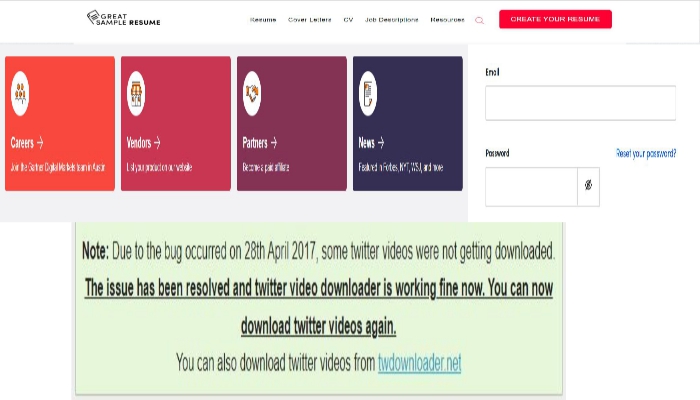 GREAT
SAMPLE RESUME
Resume Cover Letters CV Job Descriptions Resources CREATE YOUR RESUME
Careers → Vendors → Partners → News →
Join the Gartner Digital Markets team in Austin List your product on our website Become a paid affiliate Featured in Forbes, NYT, WSJ, and more
Email
Password Reset your password?
Note: Due to the bug occurred on 28th April 2017, some twitter videos were not getting downloaded.
The issue has been resolved and twitter video downloader is working fine now. You can now
download twitter videos again.
You can also download twitter videos from twdownloader.net